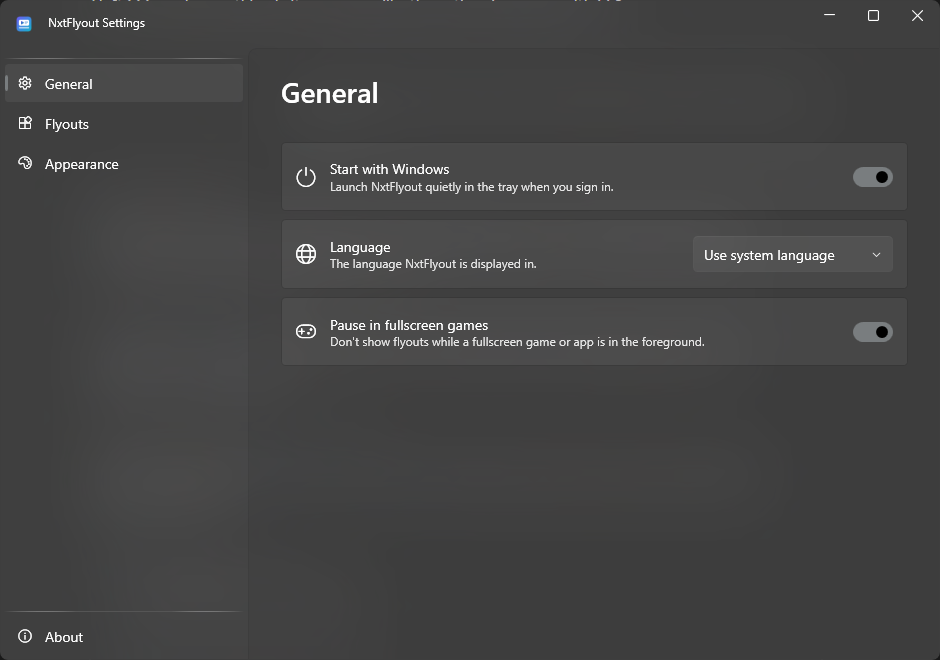 NxtFlyout Settings
General
Flyouts
Appearance
About
General
Start with Windows
Launch NxtFlyout quietly in the tray when you sign in.
Language
The language NxtFlyout is displayed in.
Use system language
Pause in fullscreen games
Don't show flyouts while a fullscreen game or app is in the foreground.